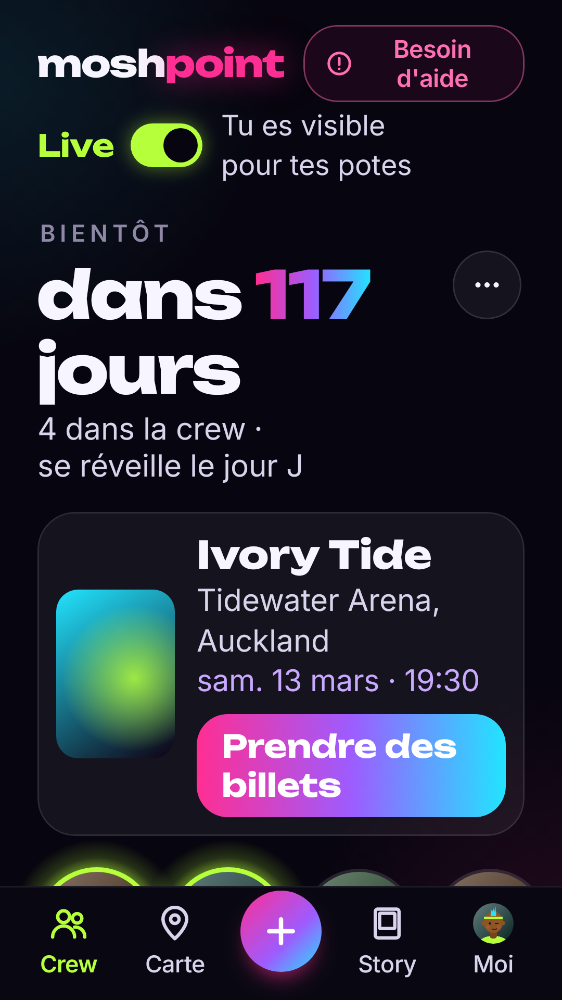 moshpoint
Besoin
d'aide
Live
Tu es visible
pour tes potes
BIENTÔT
dans 117
jours
4 dans la crew ·
se réveille le jour J
Ivory Tide
Tidewater Arena,
Auckland
sam. 13 mars · 19:30
Prendre des
billets
Crew
Carte
Story
Moi